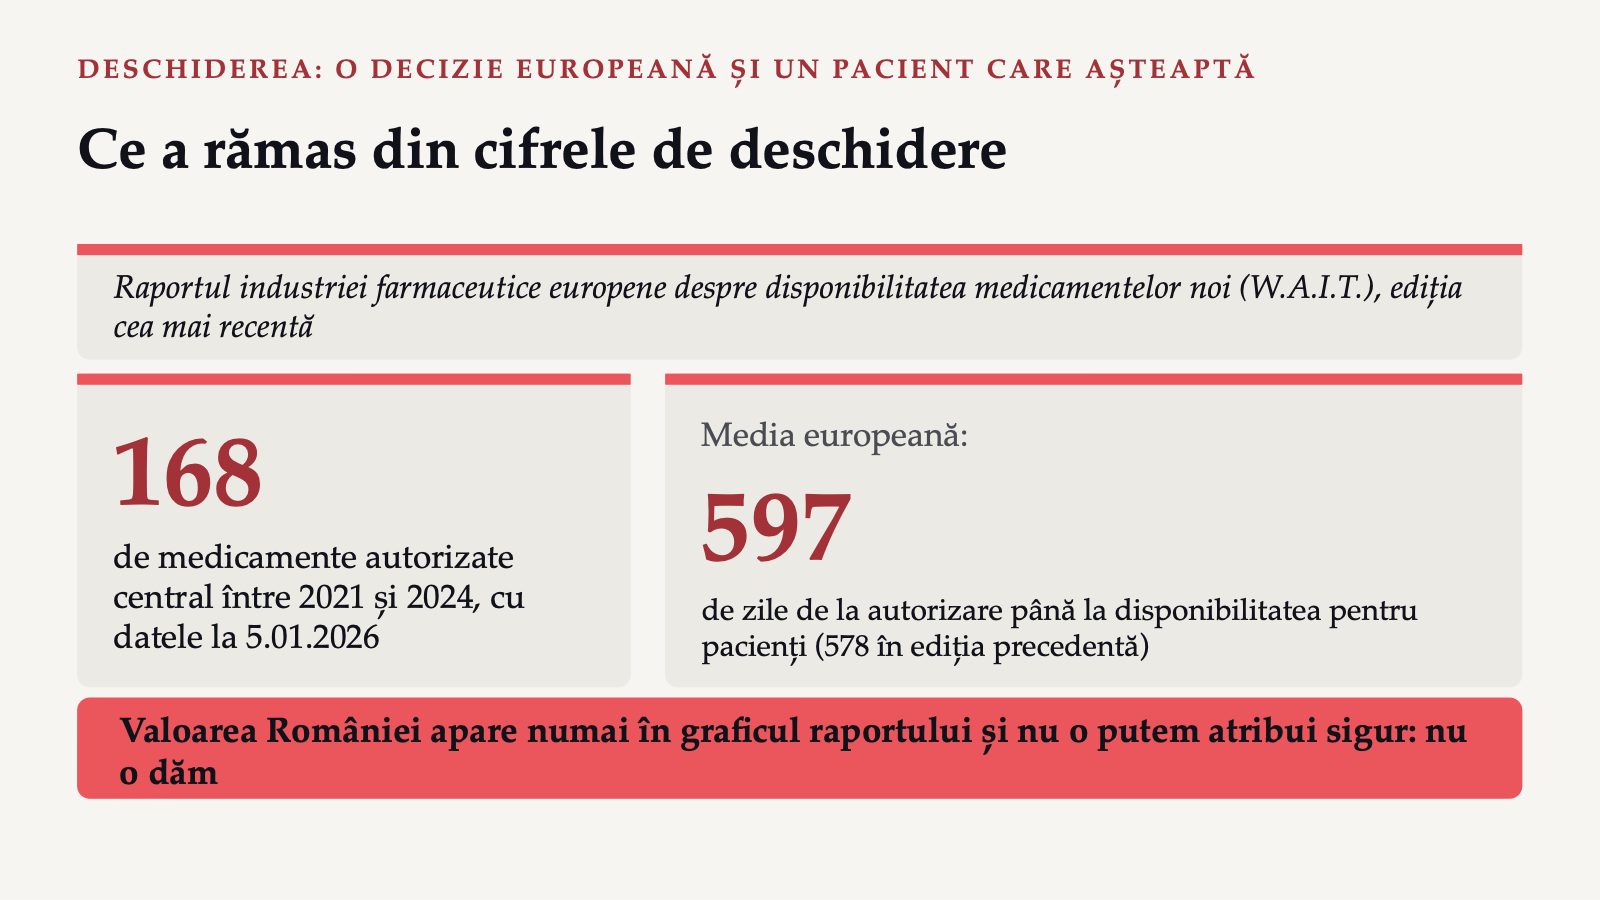 DESCHIDEREA: O DECIZIE EUROPEANĂ ȘI UN PACIENT CARE AȘTEAPTĂ
Ce a rămas din cifrele de deschidere
Raportul industriei farmaceutice europene despre disponibilitatea medicamentelor noi (W.A.I.T.), ediția
cea mai recentă
168
de medicamente autorizate
central între 2021 și 2024, cu
datele la 5.01.2026
Media europeană:
597
de zile de la autorizare până la disponibilitatea pentru
pacienți (578 în ediția precedentă)
Valoarea României apare numai în graficul raportului și nu o putem atribui sigur: nu
o dăm